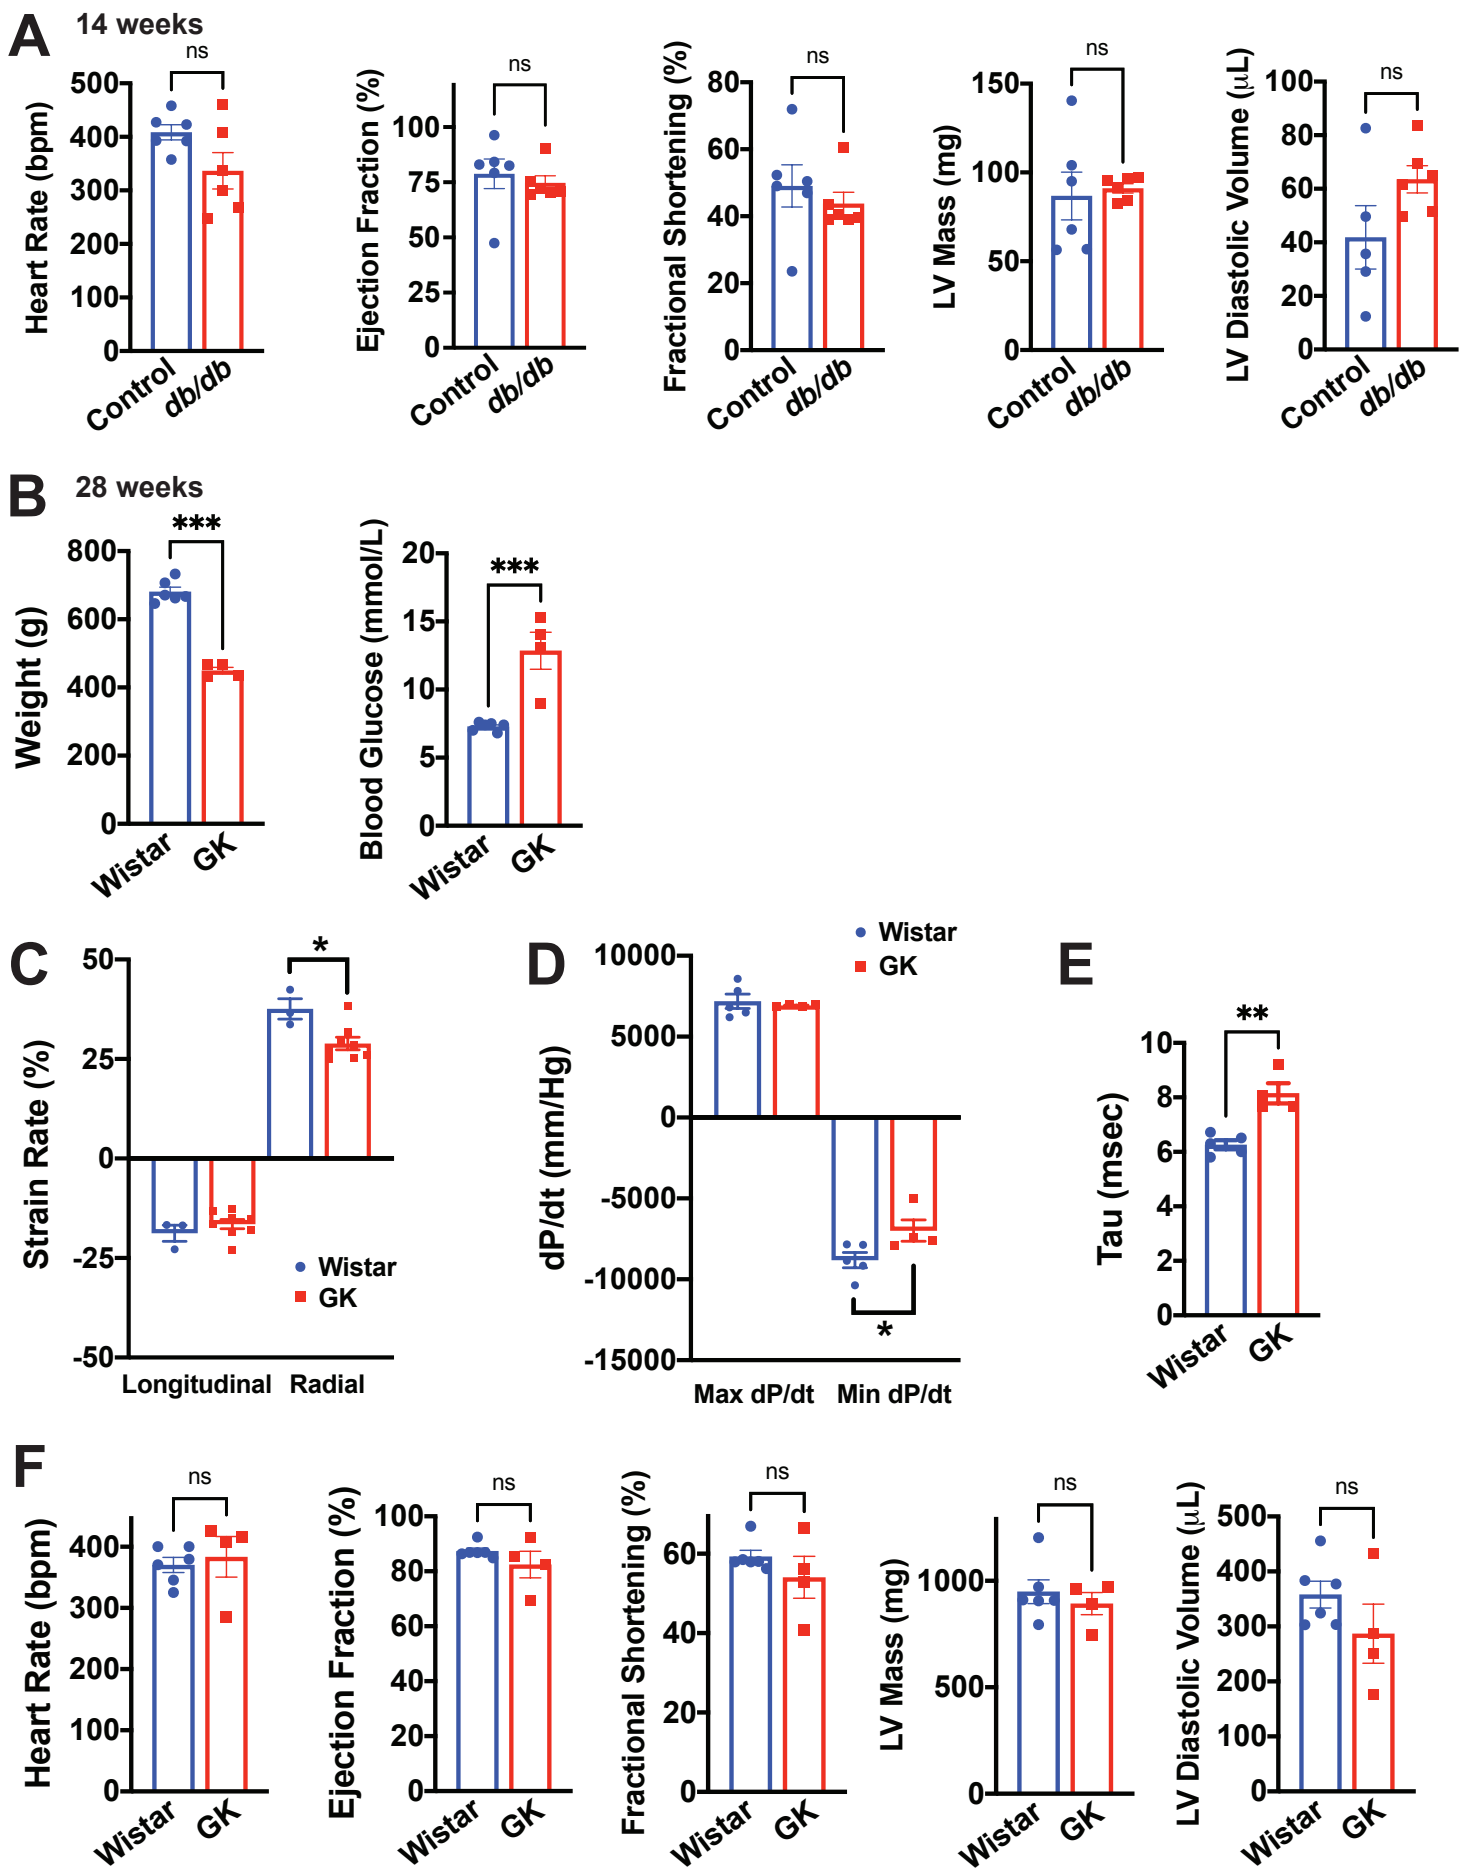 A 14 weeks
ns
Heart Rate (bpm)
500
400
300
200
100
0
Control
db/db
ns
Ejection Fraction (%)
100
75
50
25
0
Control
db/db
ns
Fractional Shortening (%)
80
60
40
20
0
Control
db/db
ns
LV Mass (mg)
150
100
50
0
Control
db/db
ns
LV Diastolic Volume (μL)
100
80
60
40
20
0
Control
db/db
B 28 weeks
***
Weight (g)
800
600
400
200
0
Wistar
GK
***
Blood Glucose (mmol/L)
20
15
10
5
0
Wistar
GK
C
*
Strain Rate (%)
50
25
0
-25
-50
Wistar
GK
Longitudinal
Radial
D
Wistar
GK
dP/dt (mm/Hg)
10000
5000
0
-5000
-10000
-15000
*
Max dP/dt
Min dP/dt
E
**
Tau (msec)
10
8
6
4
2
0
Wistar
GK
F
ns
Heart Rate (bpm)
400
300
200
100
0
Wistar
GK
ns
Ejection Fraction (%)
100
80
60
40
20
0
Wistar
GK
ns
Fractional Shortening (%)
60
40
20
0
Wistar
GK
ns
LV Mass (mg)
1000
500
0
Wistar
GK
ns
LV Diastolic Volume (μL)
500
400
300
200
100
0
Wistar
GK